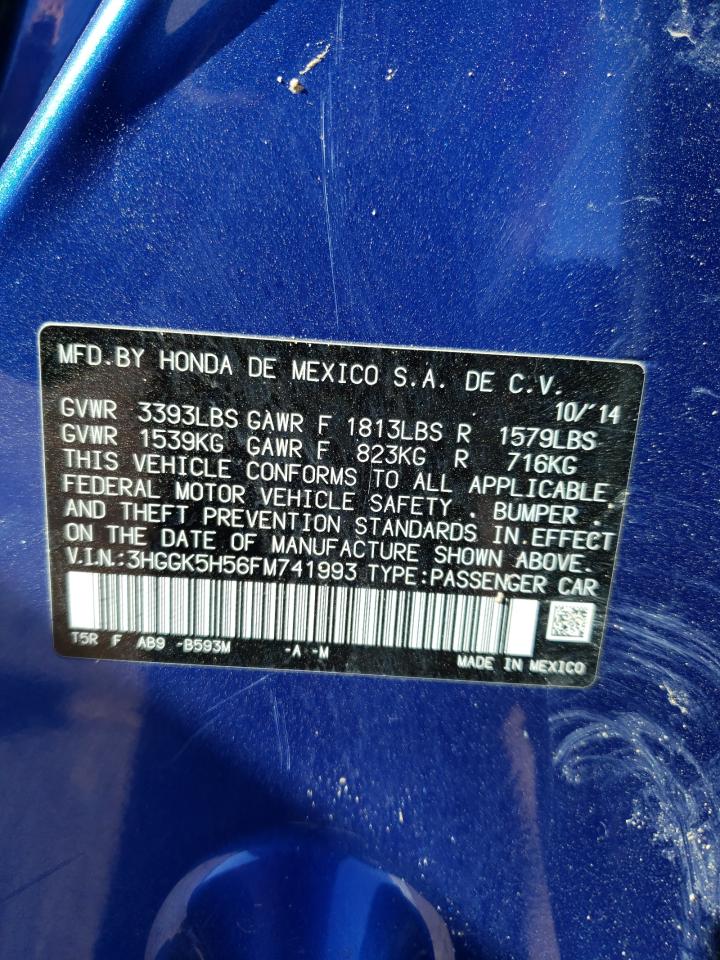 MFD.BY HONDA DE MEXICO S.A. DE C.V.
10/'14
GVWR 3393LBS GAWR F 1813LBS R 1579LBS
GVWR 1539KG GAWR F 823KG R 716KG
THIS VEHICLE CONFORMS TO ALL APPLICABLE
FEDERAL MOTOR VEHICLE SAFETY . BUMPER .
AND THEFT PREVENTION STANDARDS IN EFFECT
ON THE DATE OF MANUFACTURE SHOWN ABOVE.
V.I.N.:3HGGK5H56FM741993 TYPE:PASSENGER CAR
T5R F AB9 -B593M -A -M
MADE IN MEXICO